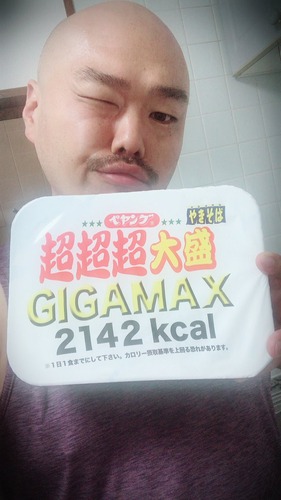 ★★★ ペヤング ★★★ やきそば
超超超大盛
GIGAMAX
2142 kcal
※1日1食までにして下さい。カロリー摂取基準を上回る恐れがあります。